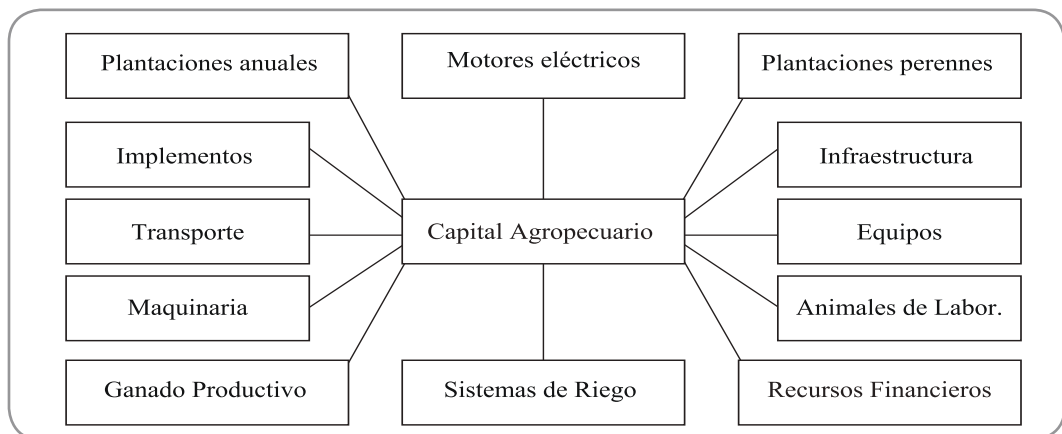 Plantaciones anuales
Motores eléctricos
Plantaciones perennes
Implementos
Infraestructura
Transporte
Capital Agropecuario
Equipos
Maquinaria
Animales de Labor.
Ganado Productivo
Sistemas de Riego
Recursos Financieros